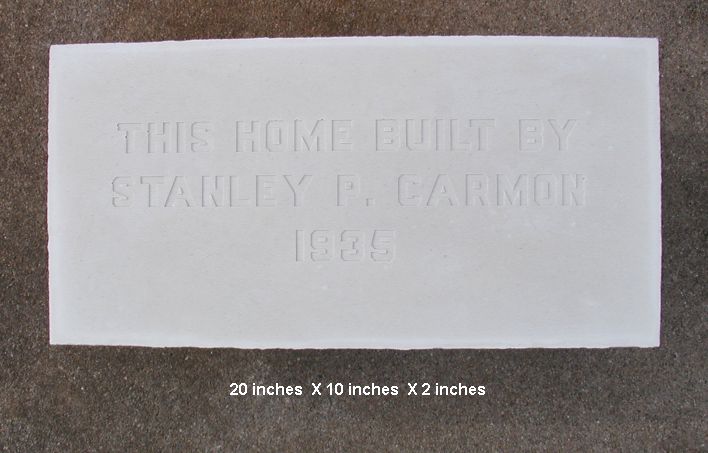 THIS HOME BUILT BY
STANLEY P. CARMON
1935
20 inches X 10 inches X 2 inches